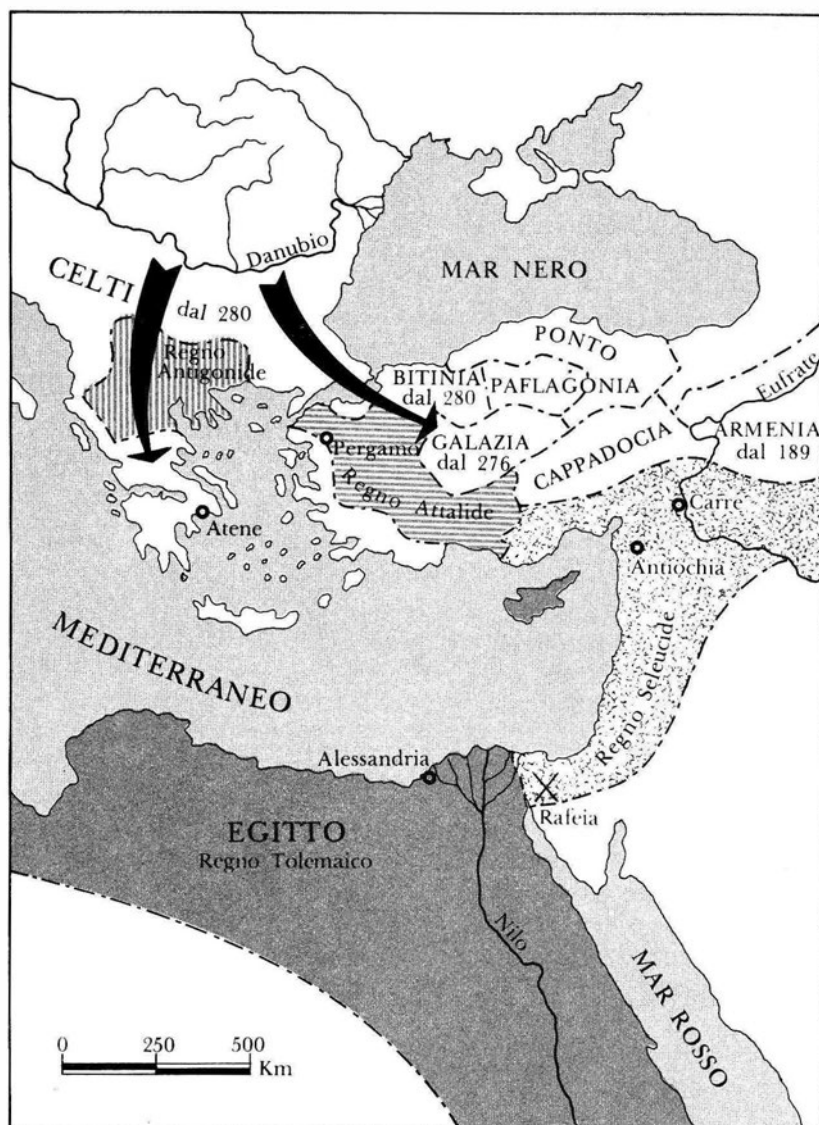 Danubio
CELTI
dal 280
MAR NERO
Regno
Antigonide
PONTO
BITINIA
dal 280
PAFLAGONIA
Eufrate
GALAZIA
dal 276
CAPPADOCIA
ARMENIA
dal 189
Pergamo
Regno Attalide
Carre
Atene
Antiochia
MEDITERRANEO
Regno Seleucide
Alessandria
Rafeia
EGITTO
Regno Tolemaico
Nilo
MAR ROSSO
0 250 500
Km